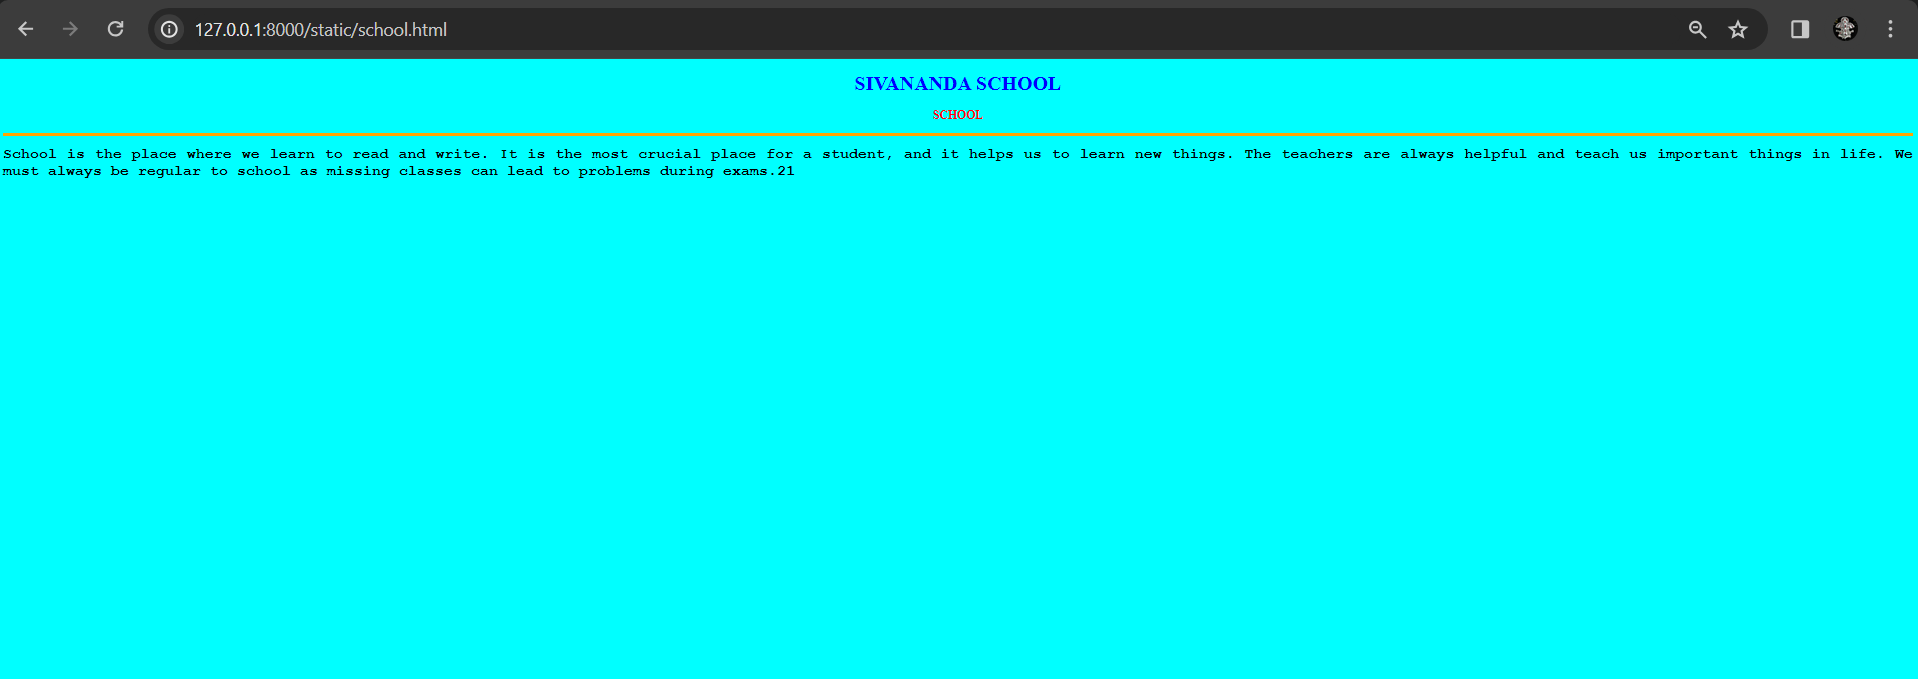 127.0.0.1:8000/static/school.html
SIVANANDA SCHOOL
SCHOOL
School is the place where we learn to read and write. It is the most crucial place for a student, and it helps us to learn new things. The teachers are always helpful and teach us important things in life. We
must always be regular to school as missing classes can lead to problems during exams.21